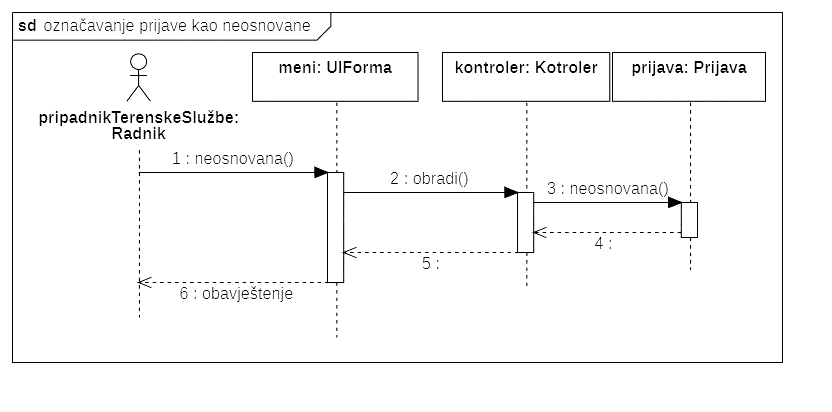 sd označavanje prijave kao neosnovane
meni: UIForma
kontroler: Kotroler
prijava: Prijava
pripadnikTerenskeSlužbe:
Radnik
1 : neosnovana()
2 : obradi()
3 : neosnovana()
4 :
5 :
6 : obavještenje